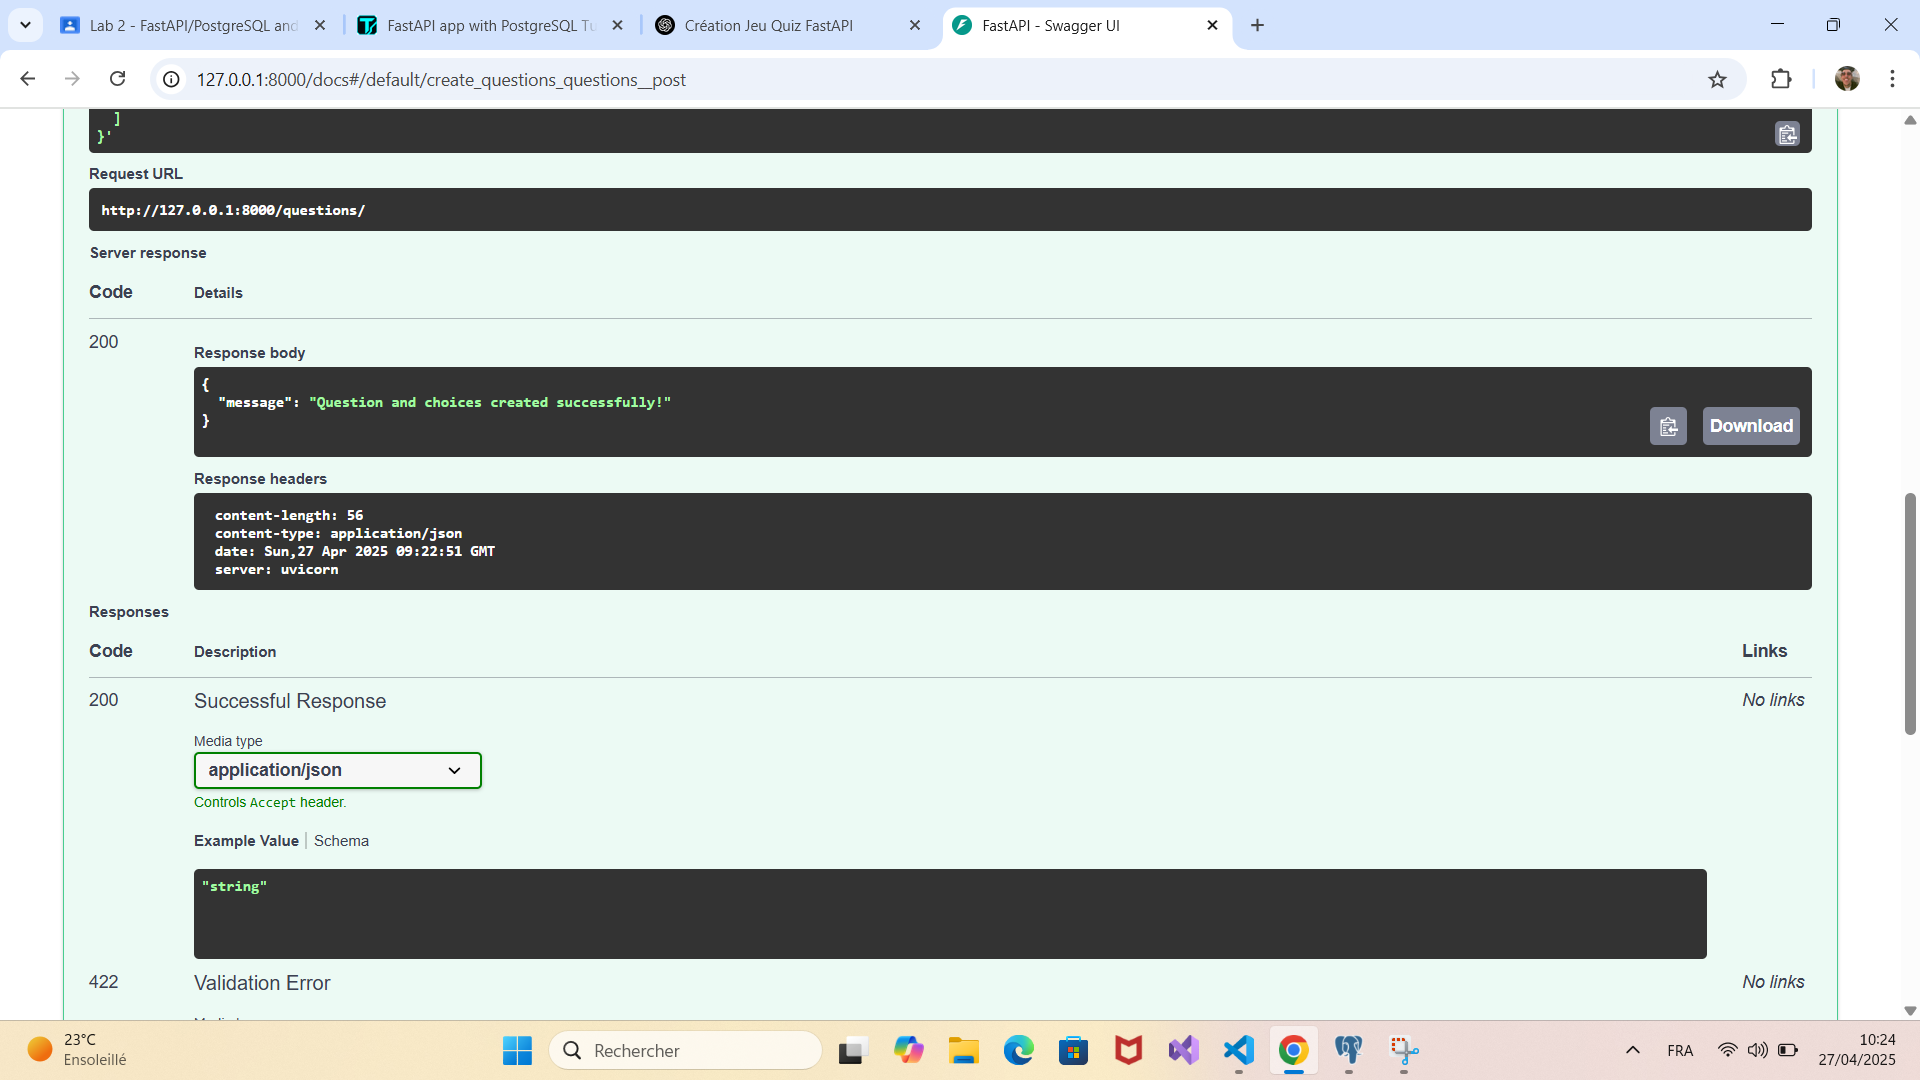 Lab 2 - FastAPI/PostgreSQL and
FastAPI app with PostgreSQL Tu
Création Jeu Quiz FastAPI
FastAPI - Swagger UI
127.0.0.1:8000/docs#/default/create_questions_questions__post
]
}'
Request URL
http://127.0.0.1:8000/questions/
Server response
Code Details
200
Response body
{
"message": "Question and choices created successfully!"
}
Download
Response headers
content-length: 56
content-type: application/json
date: Sun,27 Apr 2025 09:22:51 GMT
server: uvicorn
Responses
Code Description Links
200 Successful Response No links
Media type
application/json
Controls Accept header.
Example Value Schema
"string"
422 Validation Error No links
23°C
Ensoleillé
Rechercher
FRA
10:24
27/04/2025